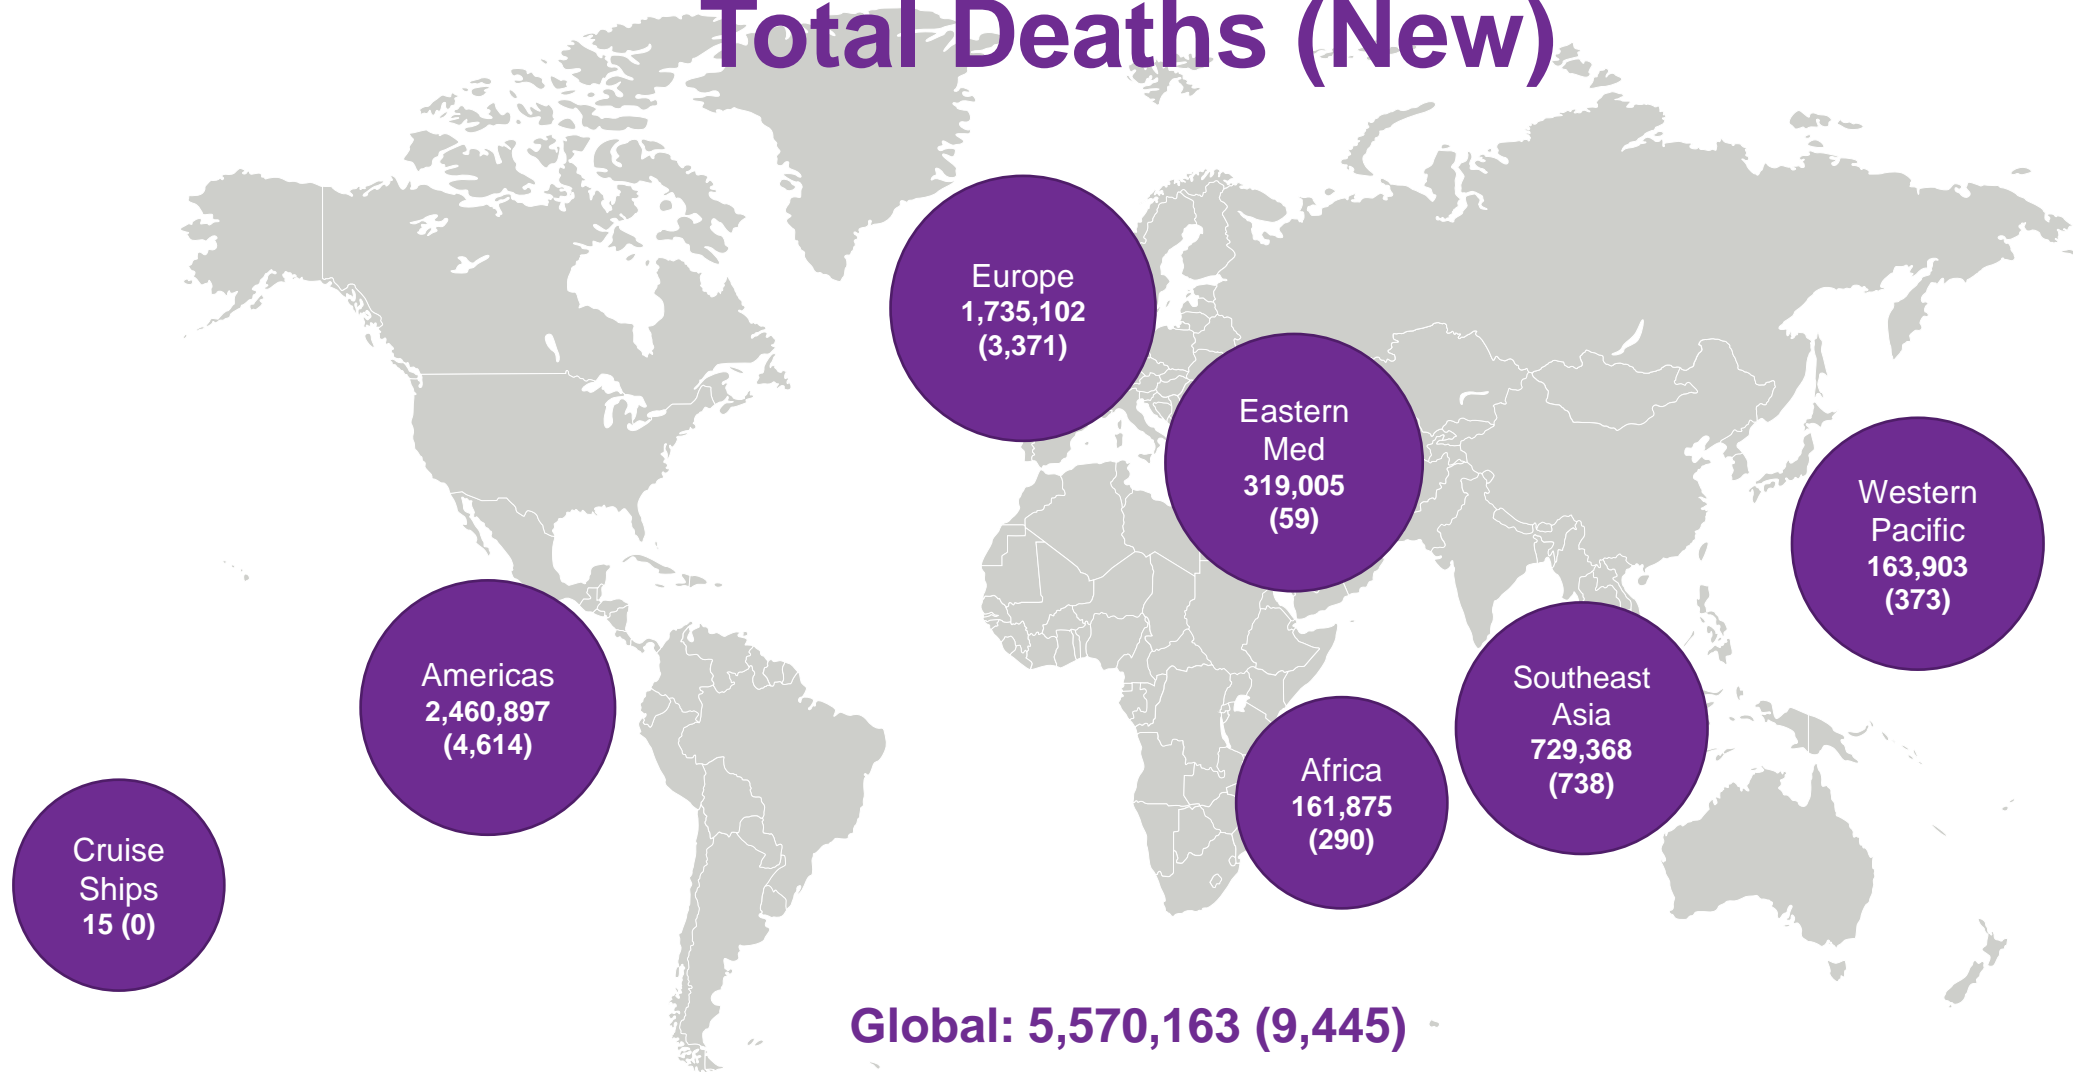 Total Deaths (New)
Europe
1,735,102
(3,371)
Eastern
Med
319,005
(59)
Western
Pacific
163,903
(373)
Americas
2,460,897
(4,614)
Southeast
Asia
729,368
(738)
Africa
161,875
(290)
Cruise
Ships
15 (0)
Global: 5,570,163 (9,445)